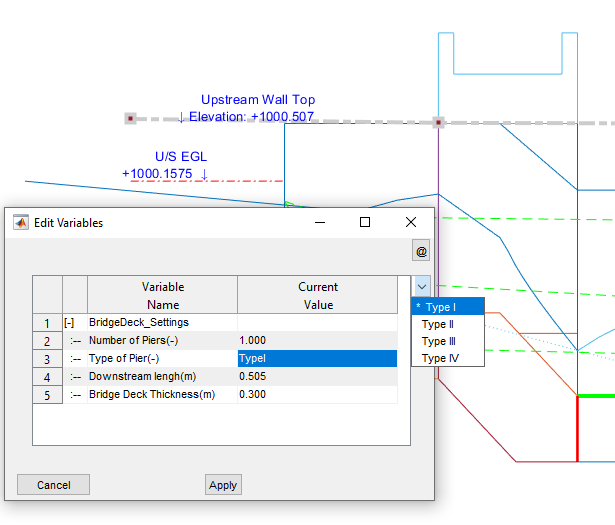 Upstream Wall Top
↓ Elevation: +1000.507
U/S EGL
+1000.1575 ↓
Edit Variables
@
Variable Name Current Value
1 [-] BridgeDeck_Settings
2 :-- Number of Piers(-) 1.000
3 :-- Type of Pier(-) TypeI
4 :-- Downstream lengh(m) 0.505
5 :-- Bridge Deck Thickness(m) 0.300
* Type I
Type II
Type III
Type IV
Cancel Apply